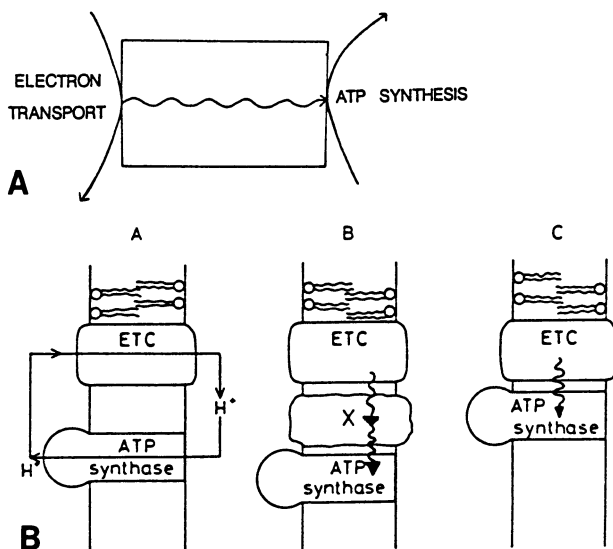 ELECTRON
TRANSPORT
ATP SYNTHESIS
A
A
B
C
ETC
H+
H+
ATP
synthase
ETC
X
ATP
synthase
ETC
ATP
synthase
B